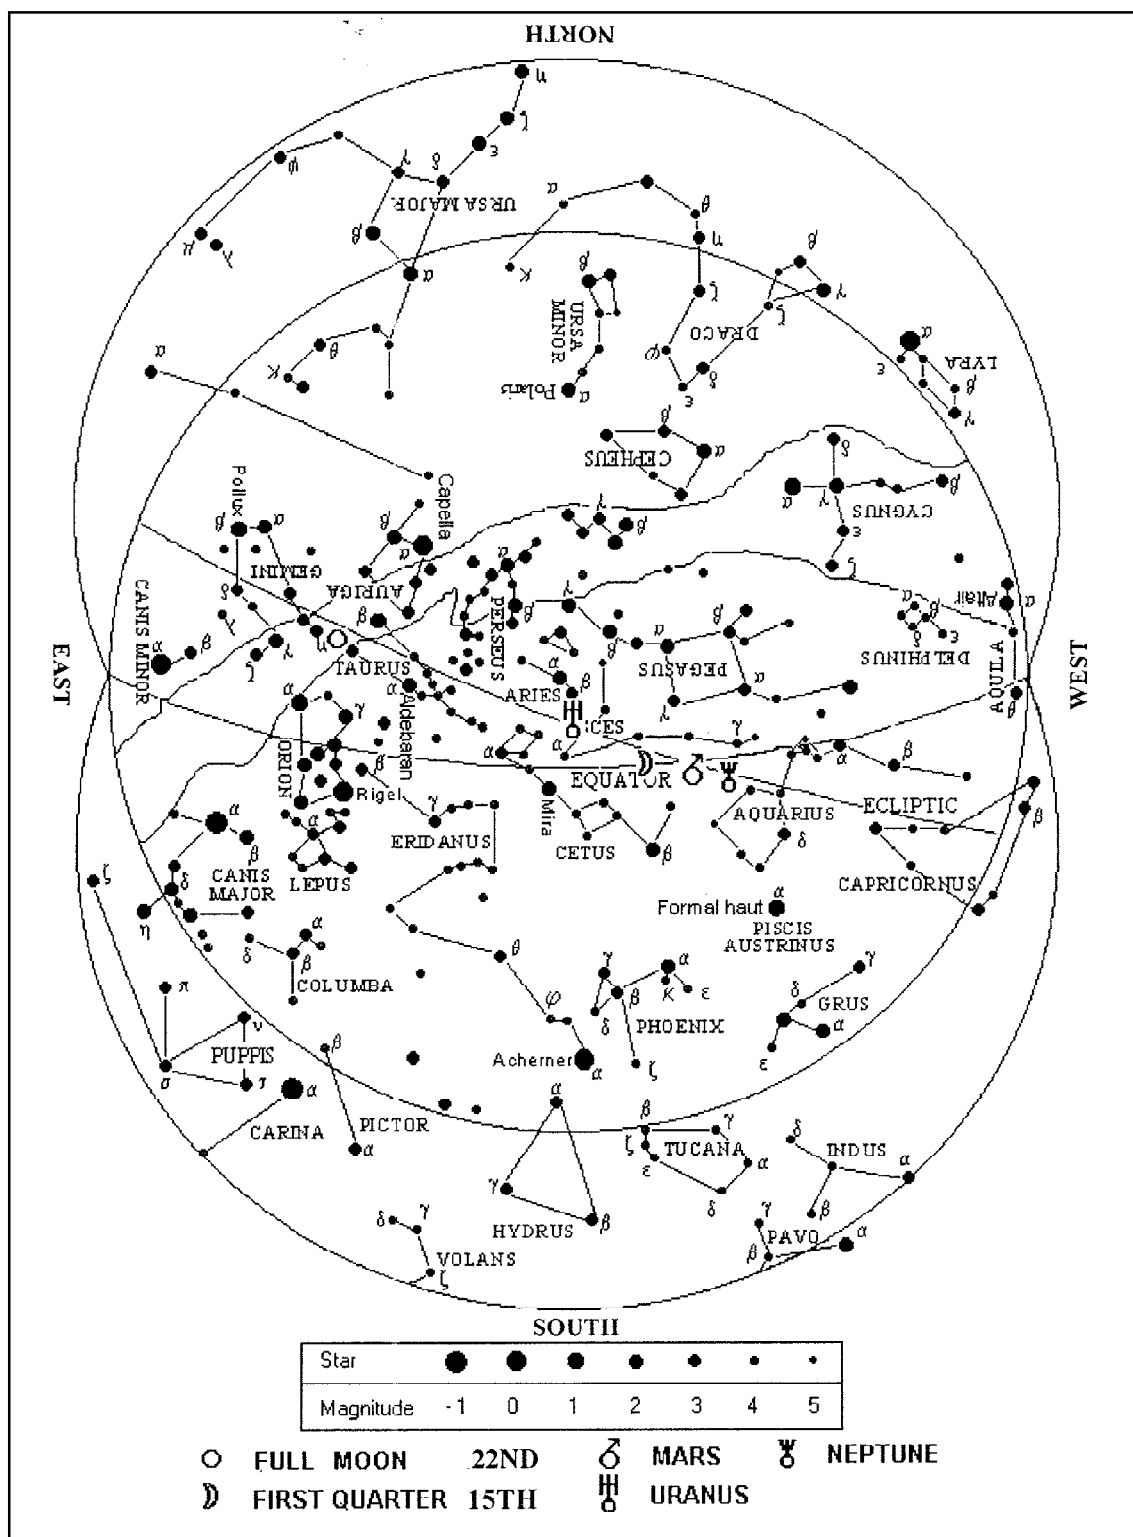 NORTH
η
ζ
ε
φ
γ
δ
URSA MAJOR
α
θ
μ
λ
β
η
α
κ
β
β
γ
ζ
URSA
MINOR
DRACO
ζ
α
θ
κ
φ
δ
ε
α
LYRA
ε
β
γ
Polaris
α
β
CEPHEUS
α
δ
Pollux
β
α
Capella
γ
β
α
γ
β
CYGNUS
ε
ζ
GEMINI
β
α
AURIGA
α
PERSEUS
β
γ
δ
λ
ζ
γ
η
β
CANIS MINOR
α
β
TAURUS
α
Aldebaran
ARIES
α
β
β
α
PEGASUS
β
α
γ
α
β
DELPHINUS
δ
ε
Altair
α
AQUILA
θ
EAST
WEST
α
γ
ORION
β
Rigel
CES
α
α
γ
EQUATOR
Mira
α
β
ECLIPTIC
AQUARIUS
δ
β
γ
ERIDANUS
CETUS
β
α
β
CANIS
MAJOR
LEPUS
CAPRICORNUS
ζ
δ
η
α
Formal haut
PISCIS
AUSTRINUS
δ
α
β
COLUMBA
θ
γ
α
κ
ε
β
δ
PHOENIX
ζ
γ
δ
GRUS
α
ε
π
ν
PUPPIS
σ
τ
β
φ
Acherner
α
α
CARINA
PICTOR
α
α
β
γ
ζ
TUCANA
ε
α
δ
δ
INDUS
α
β
γ
HYDRUS
β
δ
γ
VOLANS
ζ
γ
PAVO
α
β
SOUTH
Star
Magnitude -1 0 1 2 3 4 5
FULL MOON 22ND MARS NEPTUNE
FIRST QUARTER 15TH URANUS